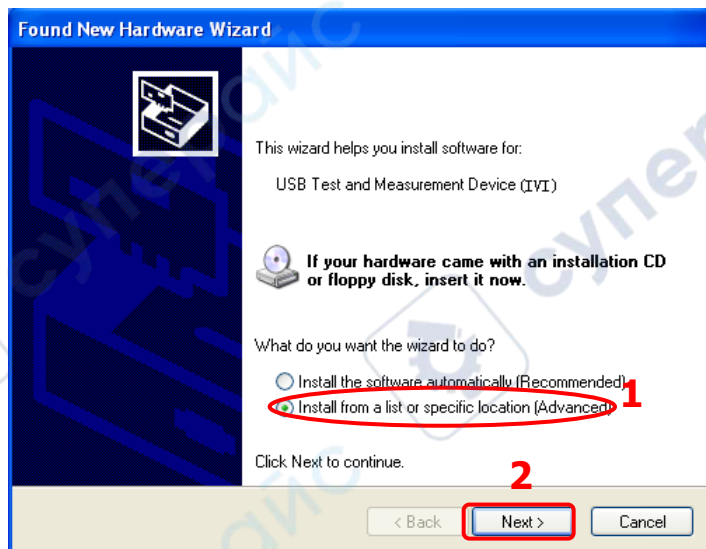 Found New Hardware Wizard
This wizard helps you install software for:
USB Test and Measurement Device (IVI)
If your hardware came with an installation CD
or floppy disk, insert it now.
What do you want the wizard to do?
Install the software automatically (Recommended)
Install from a list or specific location (Advanced)
1
Click Next to continue.
2
< Back
Next >
Cancel
суперайс